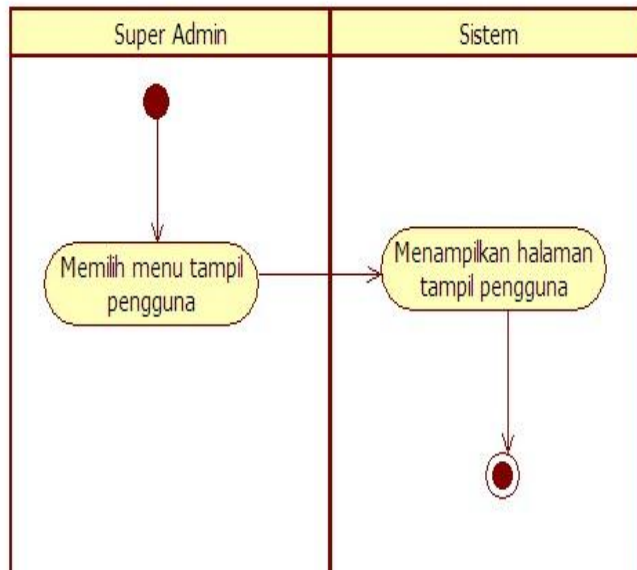 Super Admin
Sistem
Memilih menu tampil
pengguna
Menampilkan halaman
tampil pengguna